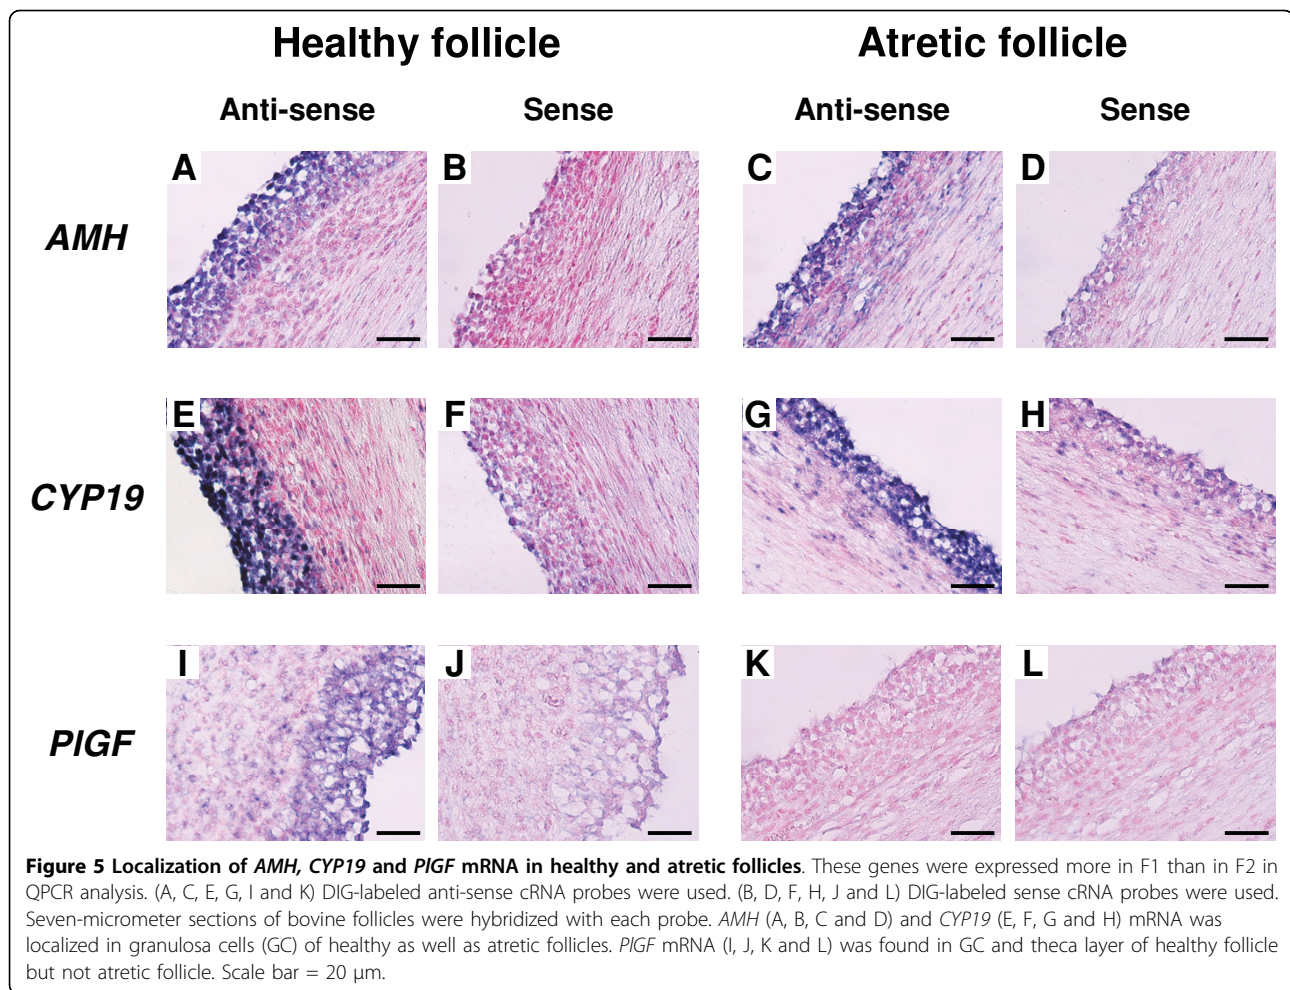 Healthy follicle Atretic follicle
Anti-sense Sense Anti-sense Sense
A B C D
AMH
E F G H
CYP19
I J K L
PlGF
Figure 5 Localization of AMH, CYP19 and PlGF mRNA in healthy and atretic follicles. These genes were expressed more in F1 than in F2 in
QPCR analysis. (A, C, E, G, I and K) DIG-labeled anti-sense cRNA probes were used. (B, D, F, H, J and L) DIG-labeled sense cRNA probes were used.
Seven-micrometer sections of bovine follicles were hybridized with each probe. AMH (A, B, C and D) and CYP19 (E, F, G and H) mRNA was
localized in granulosa cells (GC) of healthy as well as atretic follicles. PlGF mRNA (I, J, K and L) was found in GC and theca layer of healthy follicle
but not atretic follicle. Scale bar = 20 μm.